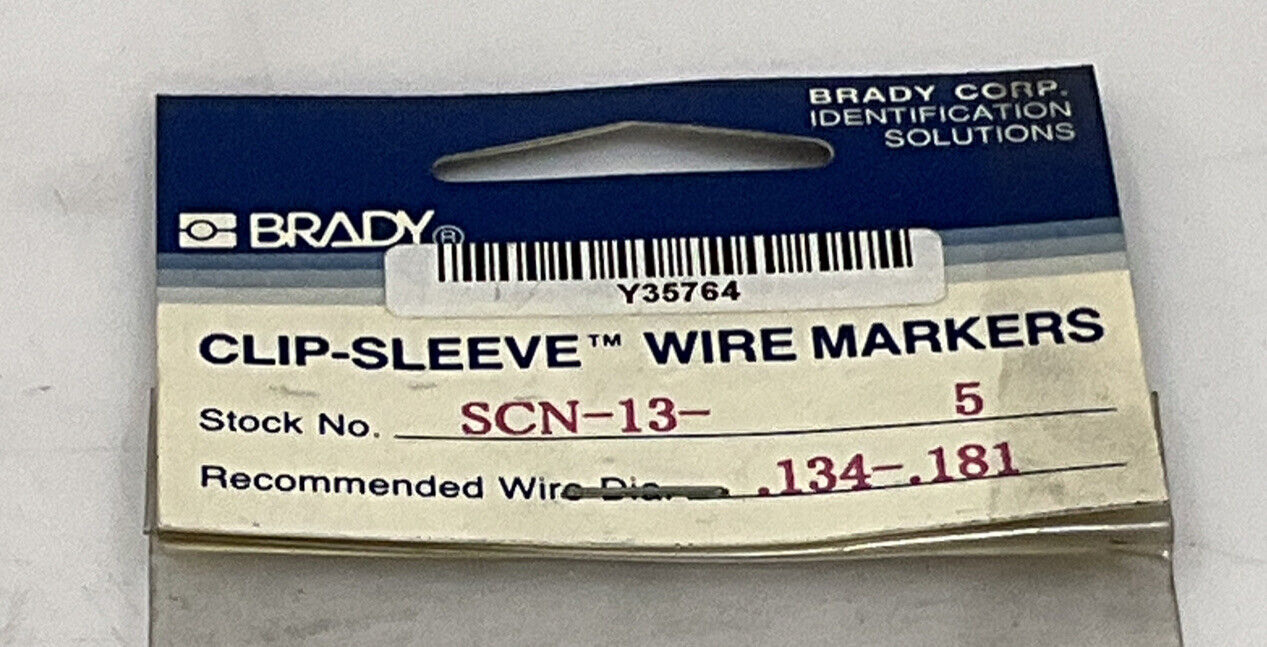 BRADY CORP.
IDENTIFICATION
SOLUTIONS
BRADY®
Y35764
CLIP-SLEEVE™ WIRE MARKERS
Stock No. SCN-13- 5
Recommended Wire Dia. .134-.181